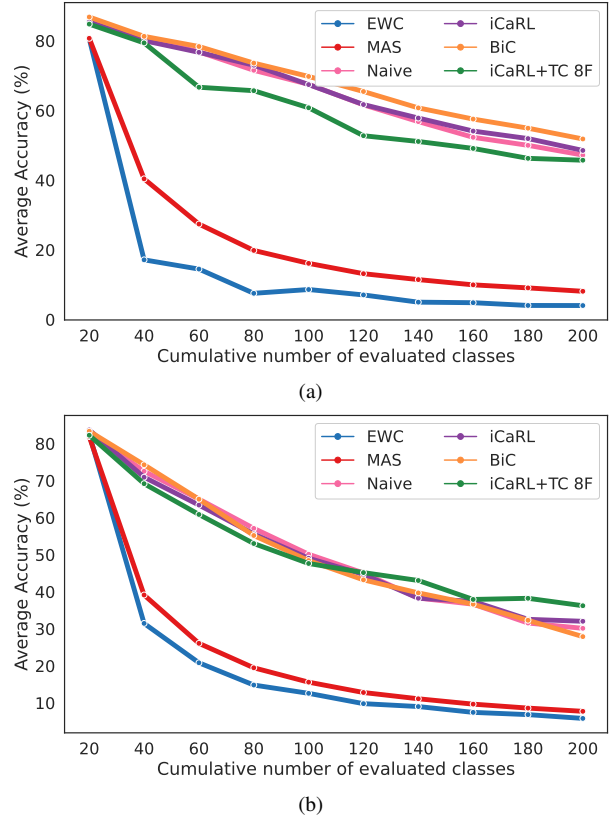 80
60
40
20
0
Average Accuracy (%)
EWC
MAS
Naive
iCaRL
BiC
iCaRL+TC 8F
20 40 60 80 100 120 140 160 180 200
Cumulative number of evaluated classes
(a)
80
70
60
50
40
30
20
10
Average Accuracy (%)
EWC
MAS
Naive
iCaRL
BiC
iCaRL+TC 8F
20 40 60 80 100 120 140 160 180 200
Cumulative number of evaluated classes
(b)